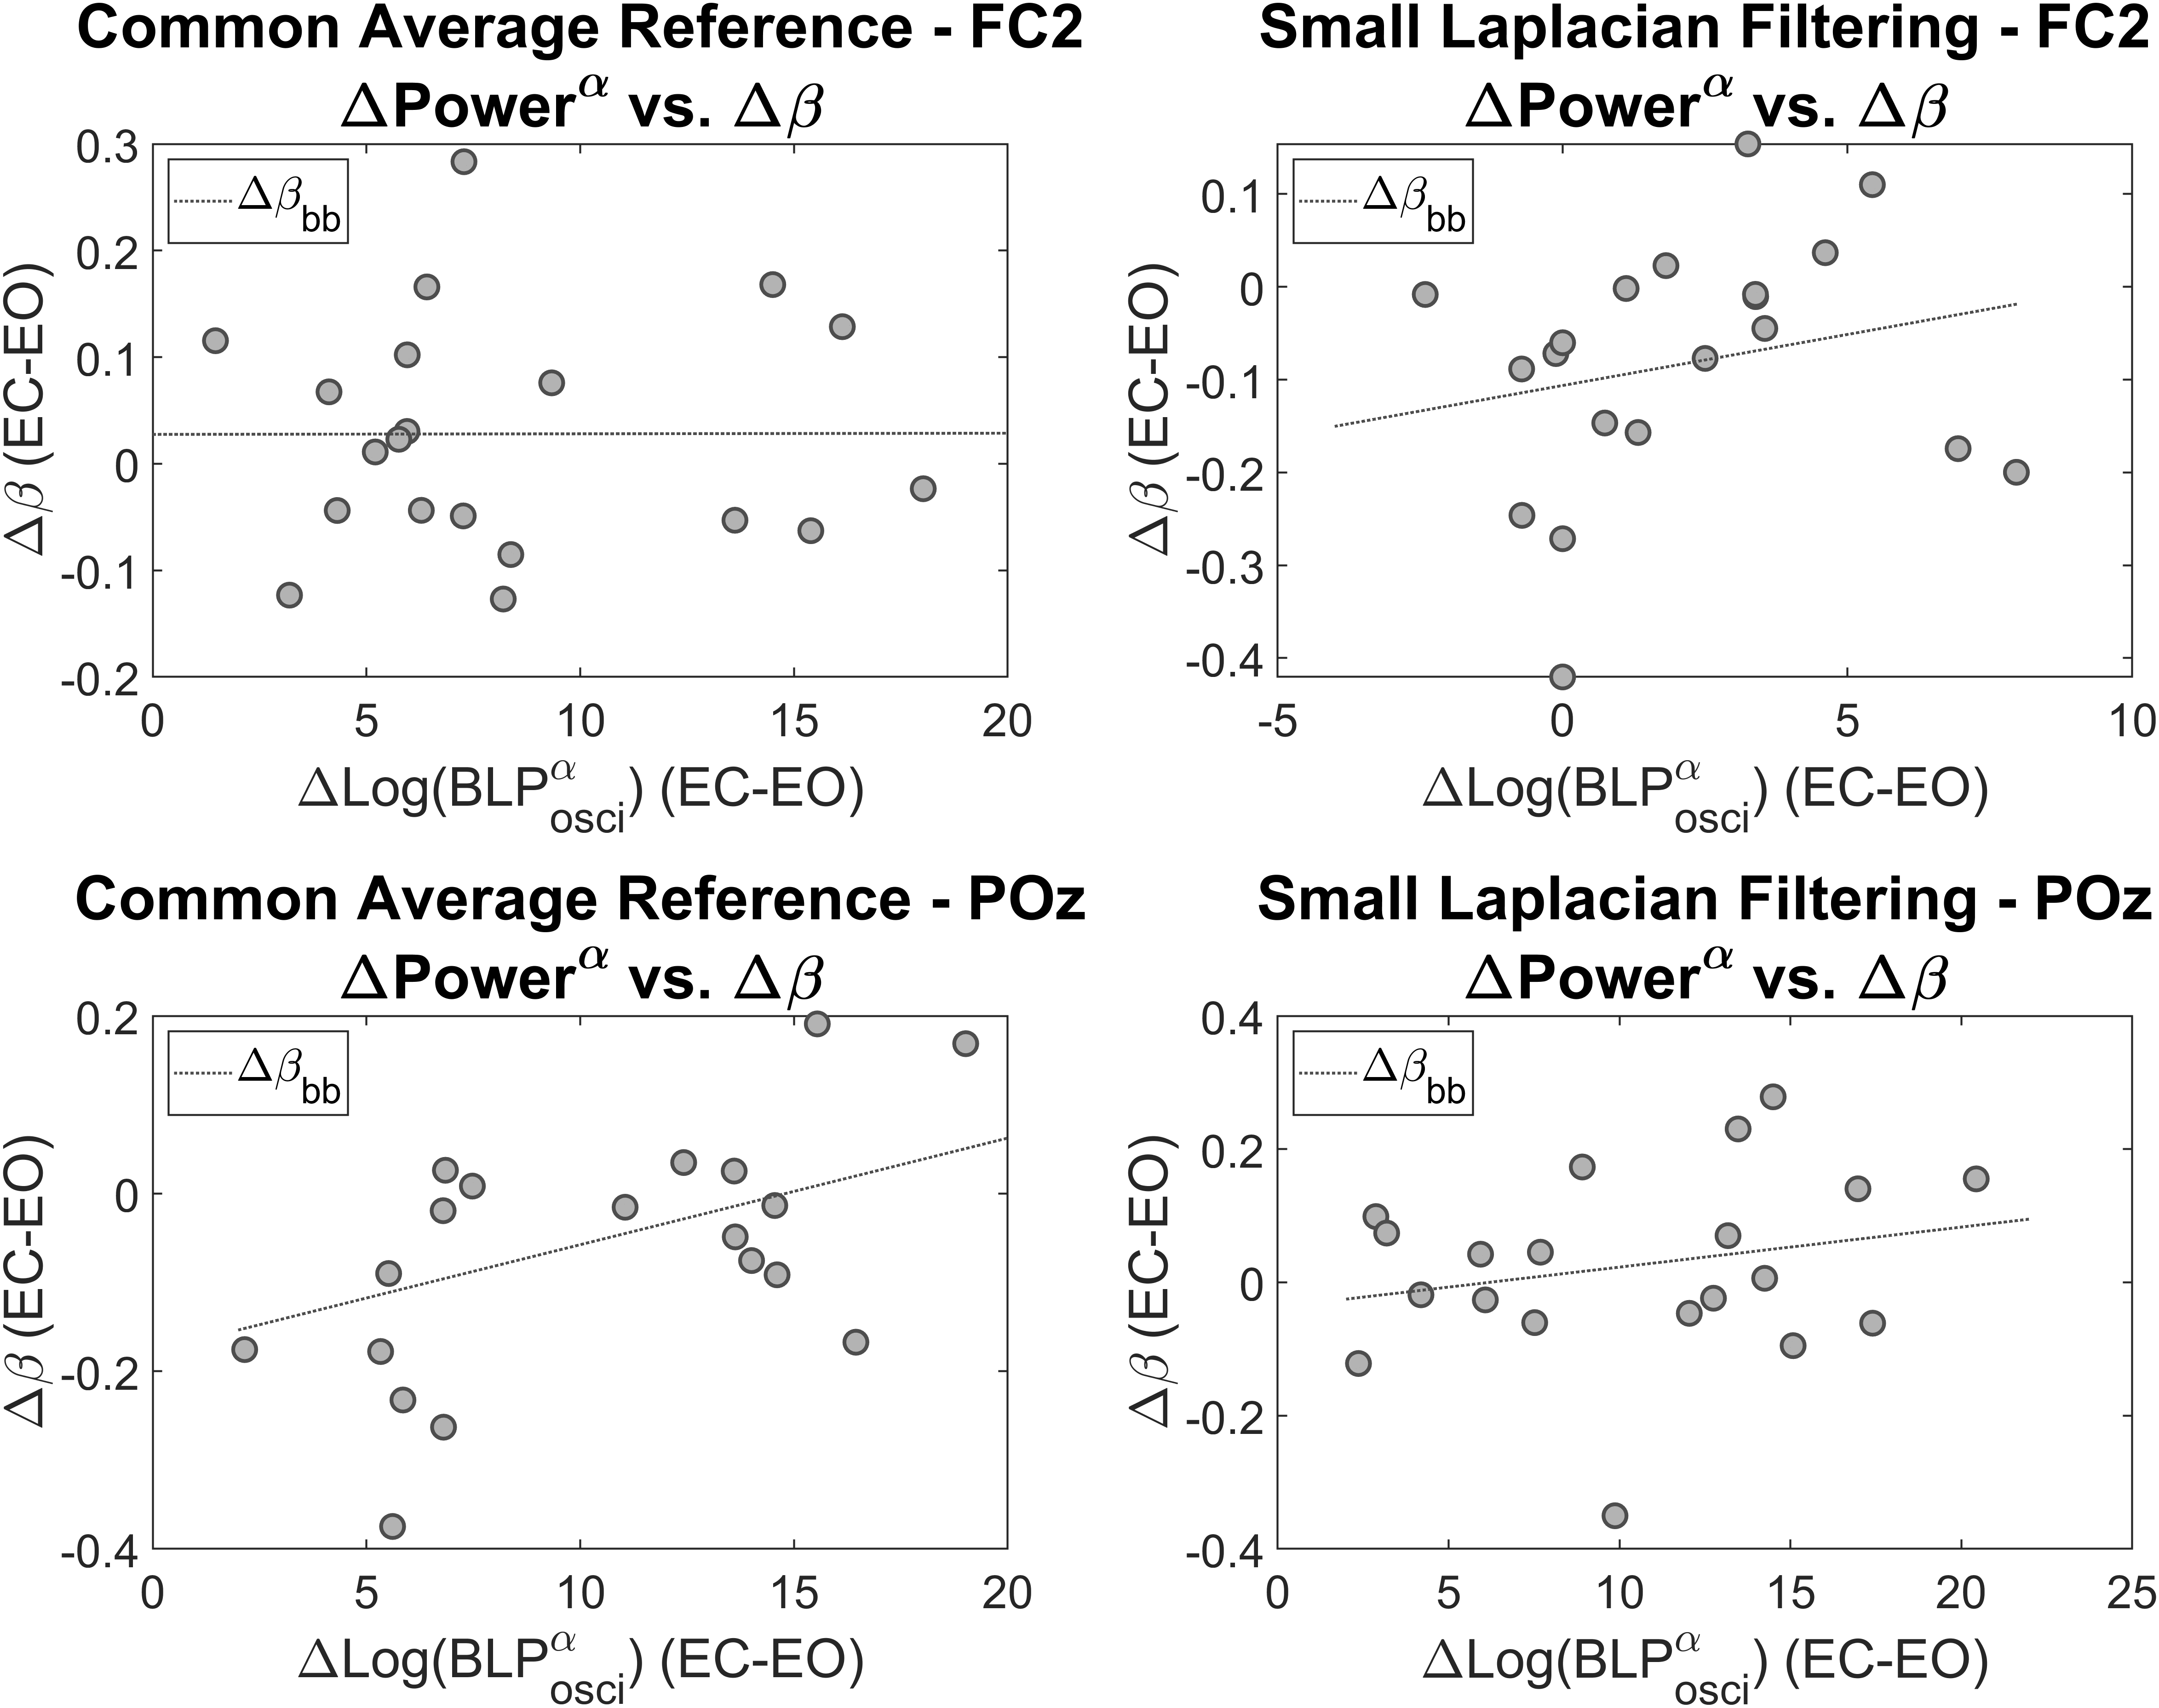 Common Average Reference - FC2
ΔPower^α vs. Δβ
0.3
0.2
0.1
0
-0.1
-0.2
Δβ (EC-EO)
Δβ_bb
0 5 10 15 20
ΔLog(BLP^α_osci) (EC-EO)
Small Laplacian Filtering - FC2
ΔPower^α vs. Δβ
0.1
0
-0.1
-0.2
-0.3
-0.4
Δβ (EC-EO)
Δβ_bb
-5 0 5 10
ΔLog(BLP^α_osci) (EC-EO)
Common Average Reference - POz
ΔPower^α vs. Δβ
0.2
0
-0.2
-0.4
Δβ (EC-EO)
Δβ_bb
0 5 10 15 20
ΔLog(BLP^α_osci) (EC-EO)
Small Laplacian Filtering - POz
ΔPower^α vs. Δβ
0.4
0.2
0
-0.2
-0.4
Δβ (EC-EO)
Δβ_bb
0 5 10 15 20 25
ΔLog(BLP^α_osci) (EC-EO)